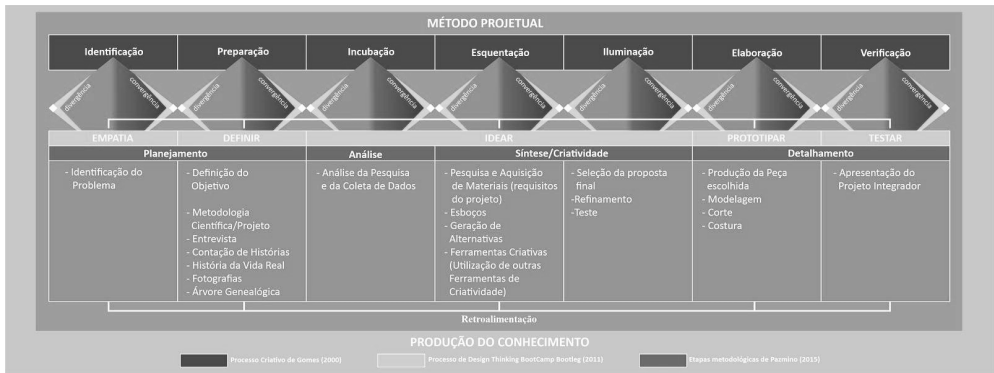 MÉTODO PROJETUAL
Identificação
Preparação
Incubação
Esquentação
Iluminação
Elaboração
Verificação
divergência
convergência
divergência
convergência
divergência
convergência
divergência
convergência
divergência
convergência
divergência
convergência
divergência
convergência
EMPATIA
DEFINIR
IDEAR
PROTOTIPAR
TESTAR
Planejamento
Análise
Síntese/Criatividade
Detalhamento
- Identificação do
Problema
- Definição do
Objetivo
- Metodologia
Científica/Projeto
- Entrevista
- Contação de Histórias
- História da Vida Real
- Fotografias
- Árvore Genealógica
- Análise da Pesquisa
e da Coleta de Dados
- Pesquisa e Aquisição
de Materiais (requisitos
do projeto)
- Esboços
- Geração de
Alternativas
- Ferramentas Criativas
(Utilização de outras
Ferramentas de
Criatividade)
- Seleção da proposta
final
-Refinamento
-Teste
- Produção da Peça
escolhida
- Modelagem
- Corte
- Costura
- Apresentação do
Projeto Integrador
Retroalimentação
PRODUÇÃO DO CONHECIMENTO
Processo Criativo de Gomes (2000)
Processo de Design Thinking BootCamp Bootleg (2011)
Etapas metodológicas de Pazmino (2015)